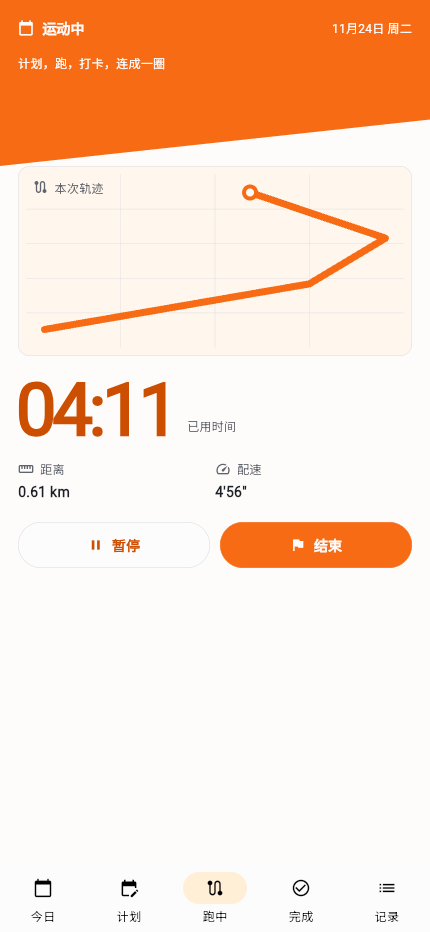 运动中
11月24日 周二
计划，跑，打卡，连成一圈
本次轨迹
04:11
已用时间
距离
配速
0.61 km
4'56"
暂停
结束
今日
计划
跑中
完成
记录